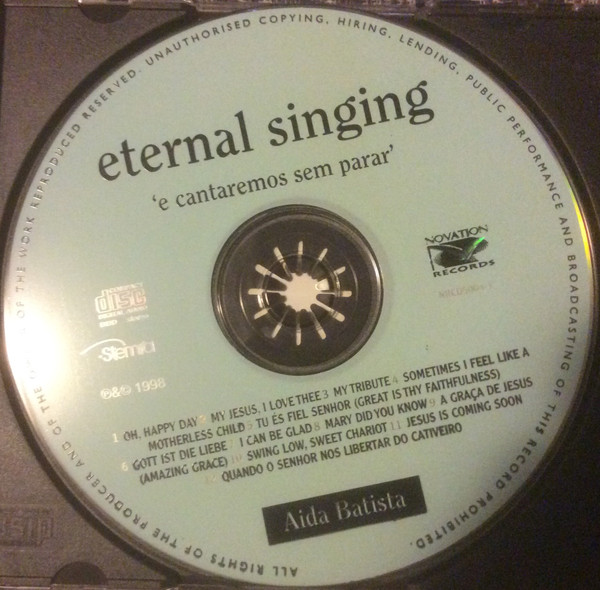 ALL RIGHTS OF THE PRODUCER AND OF THE OF THE WORK REPRODUCED RESERVED. UNAUTHORISED COPYING, HIRING, LENDING, PUBLIC PERFORMANCE AND BROADCASTING OF THIS RECORD PROHIBITED.
eternal singing
'e cantaremos sem parar'
NOVATION
RECORDS
COMPACT
disc
Stemra
℗&© 1998
1 OH, HAPPY DAY 2 MY JESUS, I LOVE THEE 3 MY TRIBUTE 4 SOMETIMES I FEEL LIKE A
MOTHERLESS CHILD 5 TU ÉS FIEL SENHOR (GREAT IS THY FAITHFULNESS)
6 GOTT IST DIE LIEBE 7 I CAN BE GLAD 8 MARY DID YOU KNOW 9 A GRAÇA DE JESUS
(AMAZING GRACE) 10 SWING LOW, SWEET CHARIOT 11 JESUS IS COMING SOON
12 QUANDO O SENHOR NOS LIBERTAR DO CATIVEIRO
Aida Batista